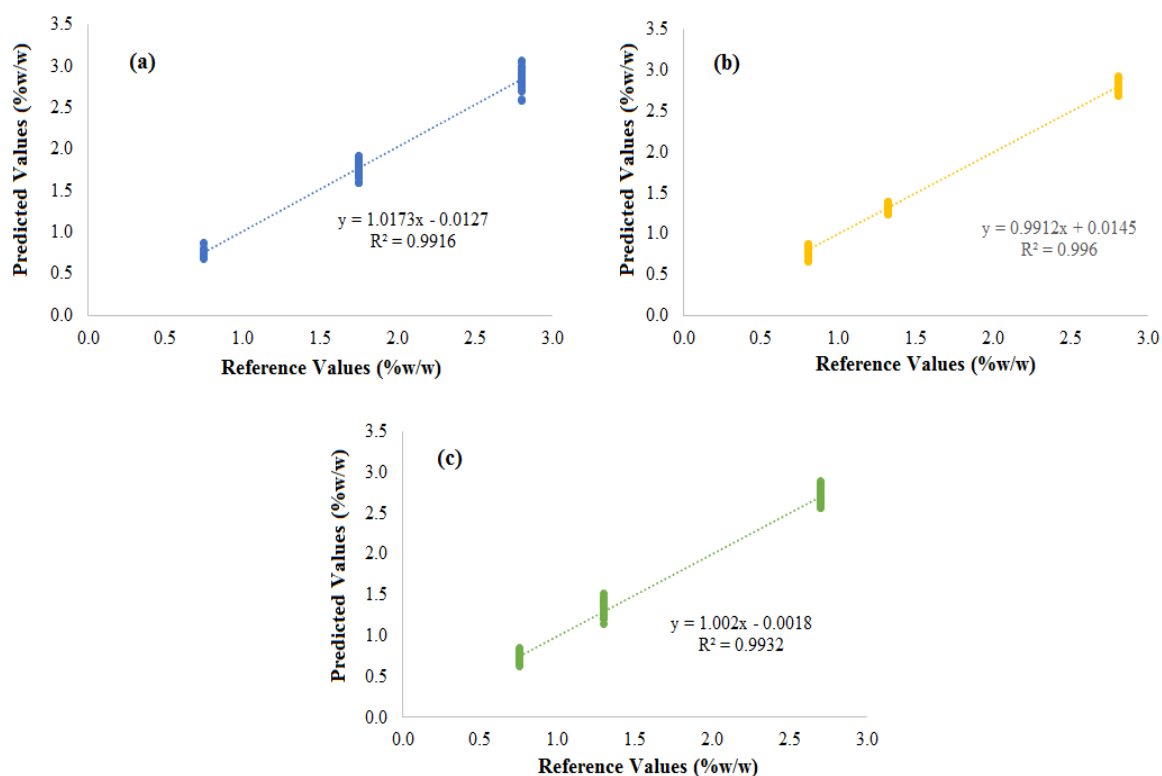 3.5
3.0
2.5
2.0
1.5
1.0
0.5
0.0
Predicted Values (%w/w)
(a)
y = 1.0173x - 0.0127
R² = 0.9916
0.0 0.5 1.0 1.5 2.0 2.5 3.0
Reference Values (%w/w)
3.5
3.0
2.5
2.0
1.5
1.0
0.5
0.0
Predicted Values (%w/w)
(b)
y = 0.9912x + 0.0145
R² = 0.996
0.0 0.5 1.0 1.5 2.0 2.5 3.0
Reference Values (%w/w)
3.5
3.0
2.5
2.0
1.5
1.0
0.5
0.0
Predicted Values (%w/w)
(c)
y = 1.002x - 0.0018
R² = 0.9932
0.0 0.5 1.0 1.5 2.0 2.5 3.0
Reference Values (%w/w)